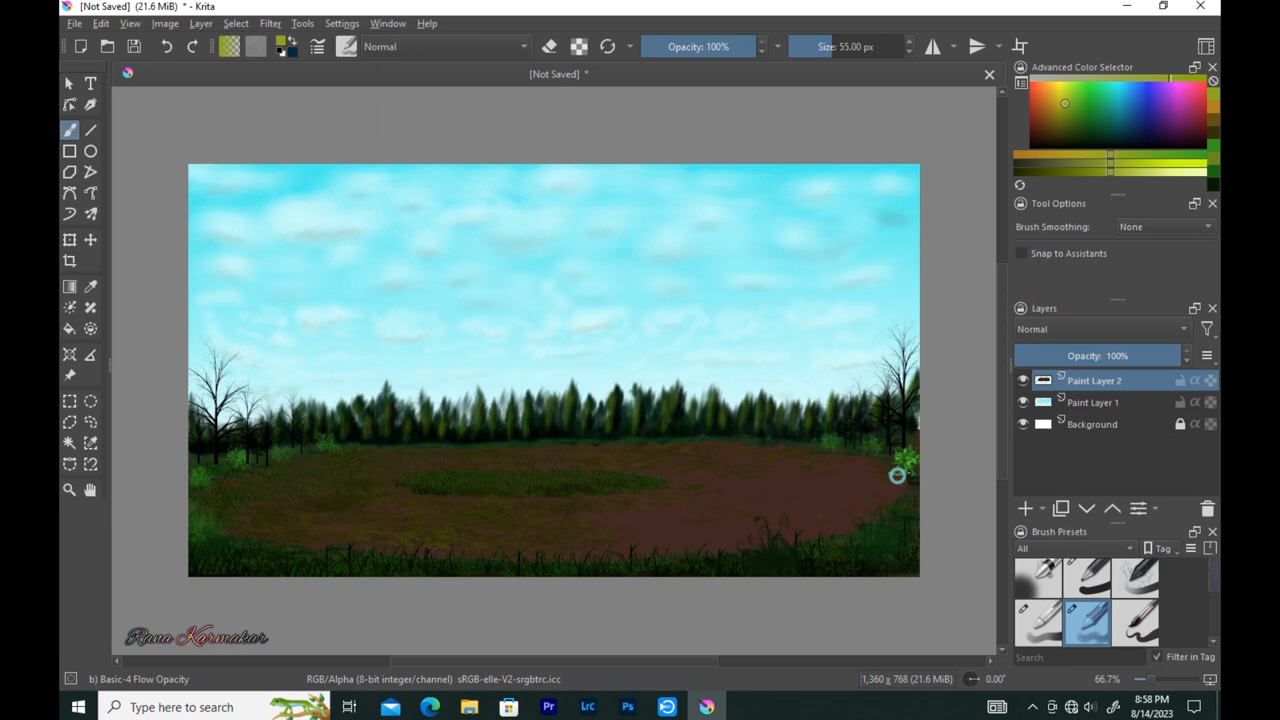 [Not Saved] (21.6 MiB) * - Krita
File Edit View Image Layer Select Filter Tools Settings Window Help
Normal
Opacity: 100%
Size: 55.00 px
[Not Saved] *
Advanced Color Selector
Tool Options
Brush Smoothing: None
Snap to Assistants
Layers
Normal
Opacity: 100%
Paint Layer 2
Paint Layer 1
Background
Brush Presets
All
Tag
Search
Filter in Tag
Rana Karmakar
b) Basic-4 Flow Opacity
RGB/Alpha (8-bit integer/channel) sRGB-elle-V2-srgbtrc.icc
1,360 x 768 (21.6 MiB)
0.00°
66.7%
Type here to search
Pr
Lrc
Ps
8:58 PM
8/14/2023